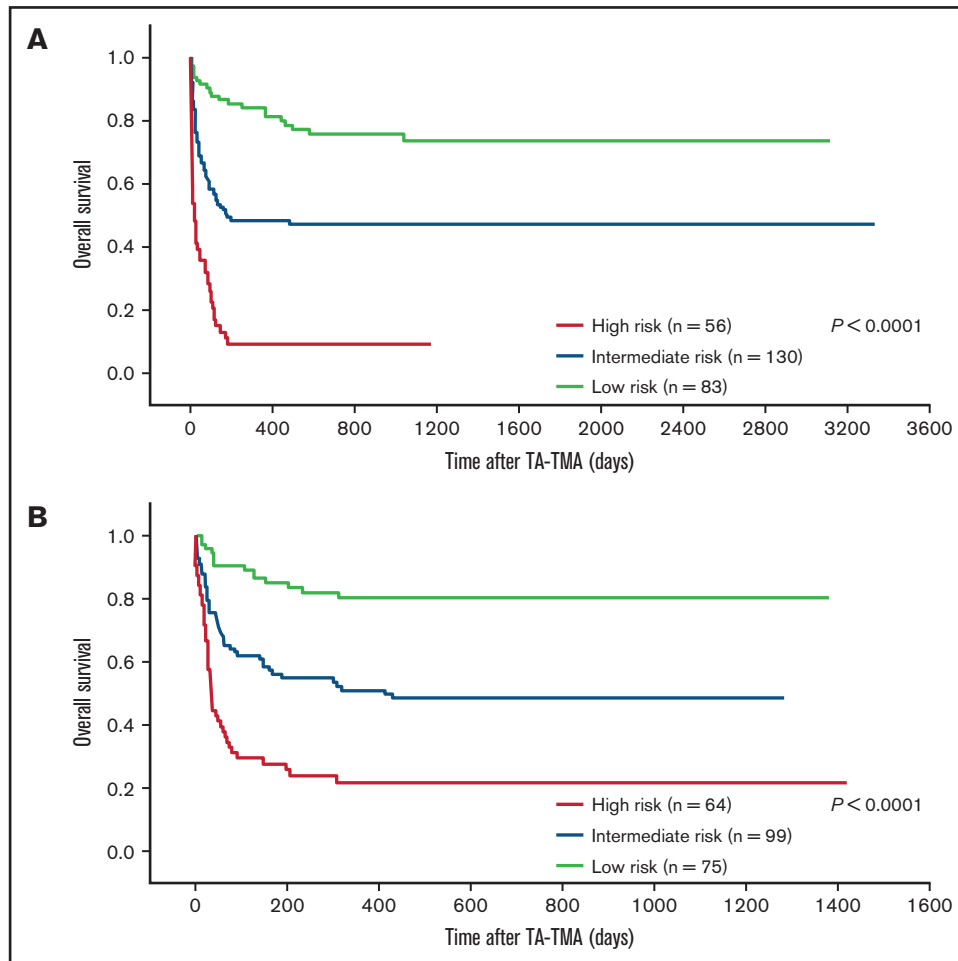 A
1.0
0.8
0.6
0.4
0.2
0.0
Overall survival
High risk (n = 56)
P < 0.0001
Intermediate risk (n = 130)
Low risk (n = 83)
0 400 800 1200 1600 2000 2400 2800 3200 3600
Time after TA-TMA (days)
B
1.0
0.8
0.6
0.4
0.2
0.0
Overall survival
High risk (n = 64)
P < 0.0001
Intermediate risk (n = 99)
Low risk (n = 75)
0 200 400 600 800 1000 1200 1400 1600
Time after TA-TMA (days)